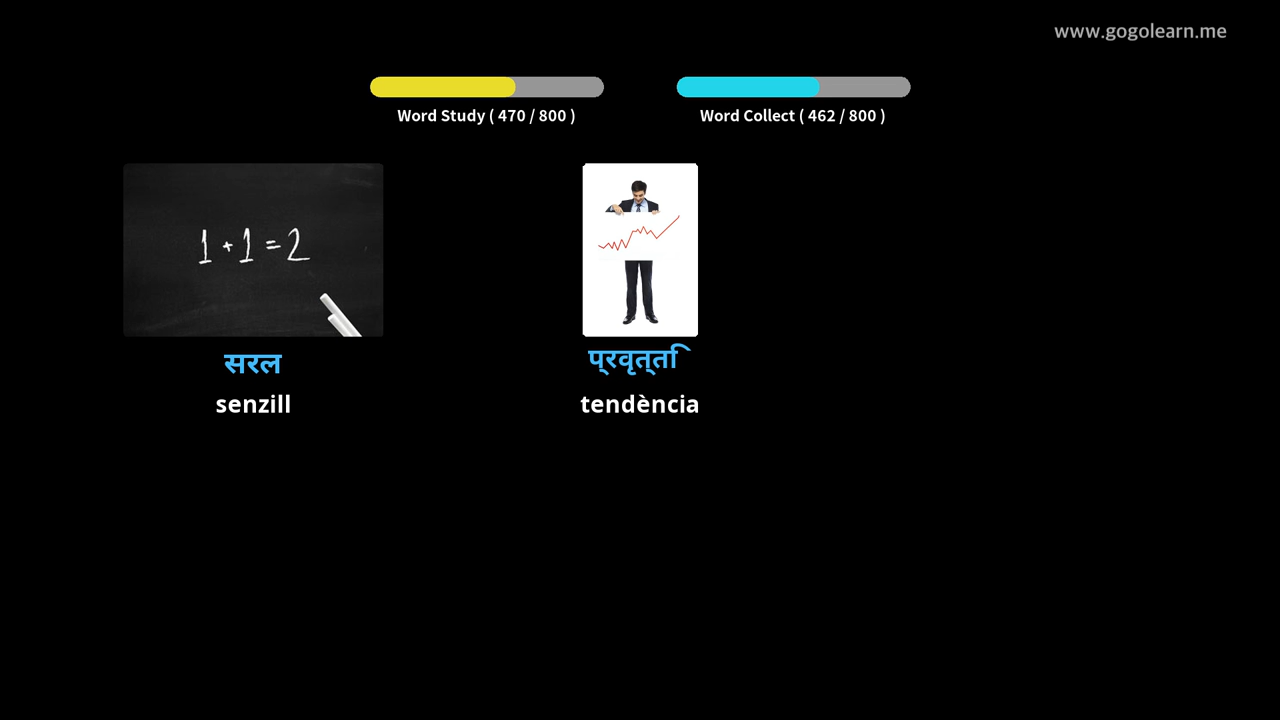 www.gogolearn.me
Word Study ( 470 / 800 )
Word Collect ( 462 / 800 )
1 + 1 = 2
सरल
senzill
प्रवृत्ति
tendència